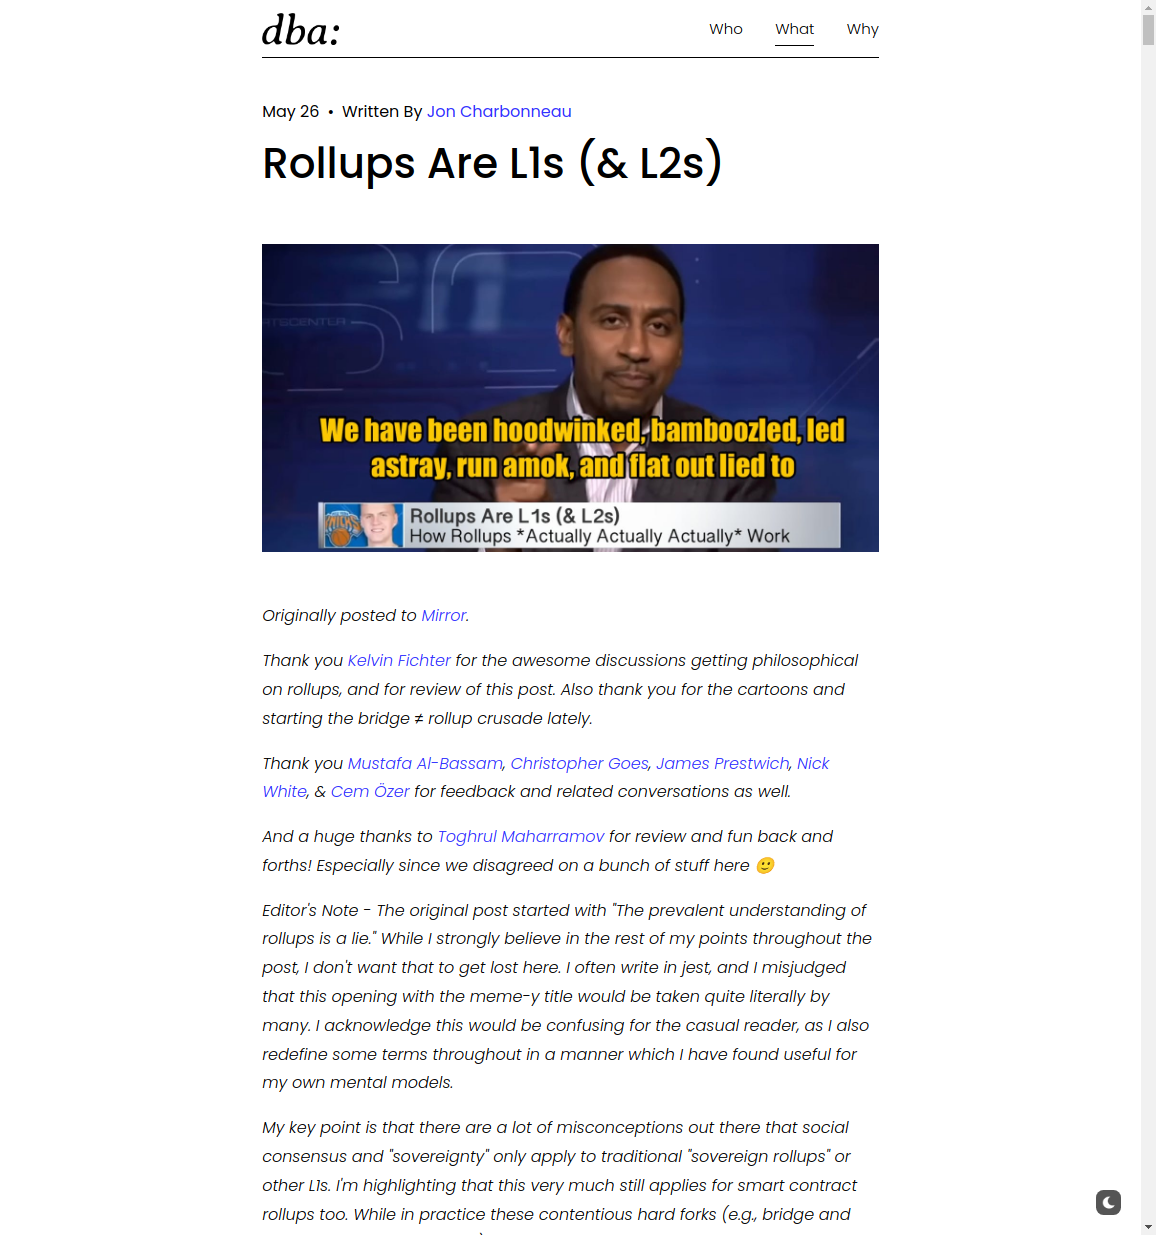 dba:
Who What Why
May 26 • Written By Jon Charbonneau
Rollups Are L1s (& L2s)
RTECENTER
We have been hoodwinked, bamboozled, led
astray, run amok, and flat out lied to
KNICKS
Rollups Are L1s (& L2s)
How Rollups *Actually Actually Actually* Work
Originally posted to Mirror.
Thank you Kelvin Fichter for the awesome discussions getting philosophical
on rollups, and for review of this post. Also thank you for the cartoons and
starting the bridge ≠ rollup crusade lately.
Thank you Mustafa Al-Bassam, Christopher Goes, James Prestwich, Nick
White, & Cem Özer for feedback and related conversations as well.
And a huge thanks to Toghrul Maharramov for review and fun back and
forths! Especially since we disagreed on a bunch of stuff here 🙂
Editor's Note - The original post started with "The prevalent understanding of
rollups is a lie." While I strongly believe in the rest of my points throughout the
post, I don't want that to get lost here. I often write in jest, and I misjudged
that this opening with the meme-y title would be taken quite literally by
many. I acknowledge this would be confusing for the casual reader, as I also
redefine some terms throughout in a manner which I have found useful for
my own mental models.
My key point is that there are a lot of misconceptions out there that social
consensus and "sovereignty" only apply to traditional "sovereign rollups" or
other L1s. I'm highlighting that this very much still applies for smart contract
rollups too. While in practice these contentious hard forks (e.g., bridge and